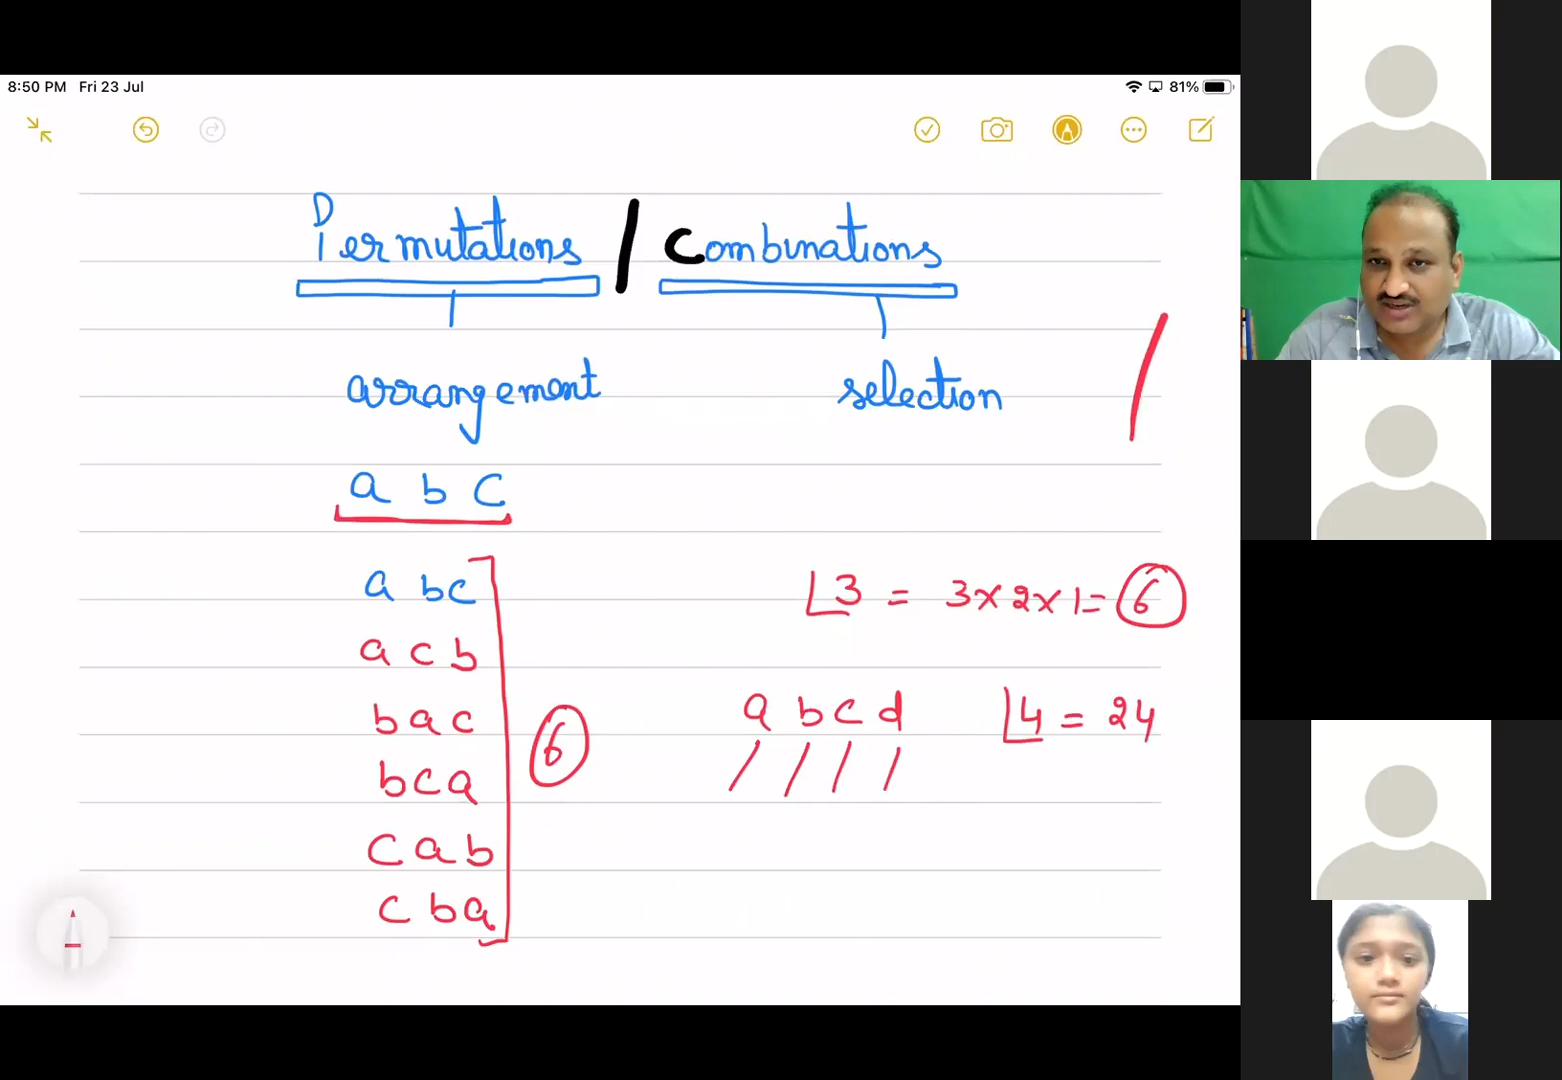 8:50 PM Fri 23 Jul 81%
Permutations / Combinations
arrangement selection
a b c
a b c
a c b
b a c
b c a
c a b
c b a
6
⌊3 = 3 x 2 x 1 = 6
a b c d ⌊4 = 24